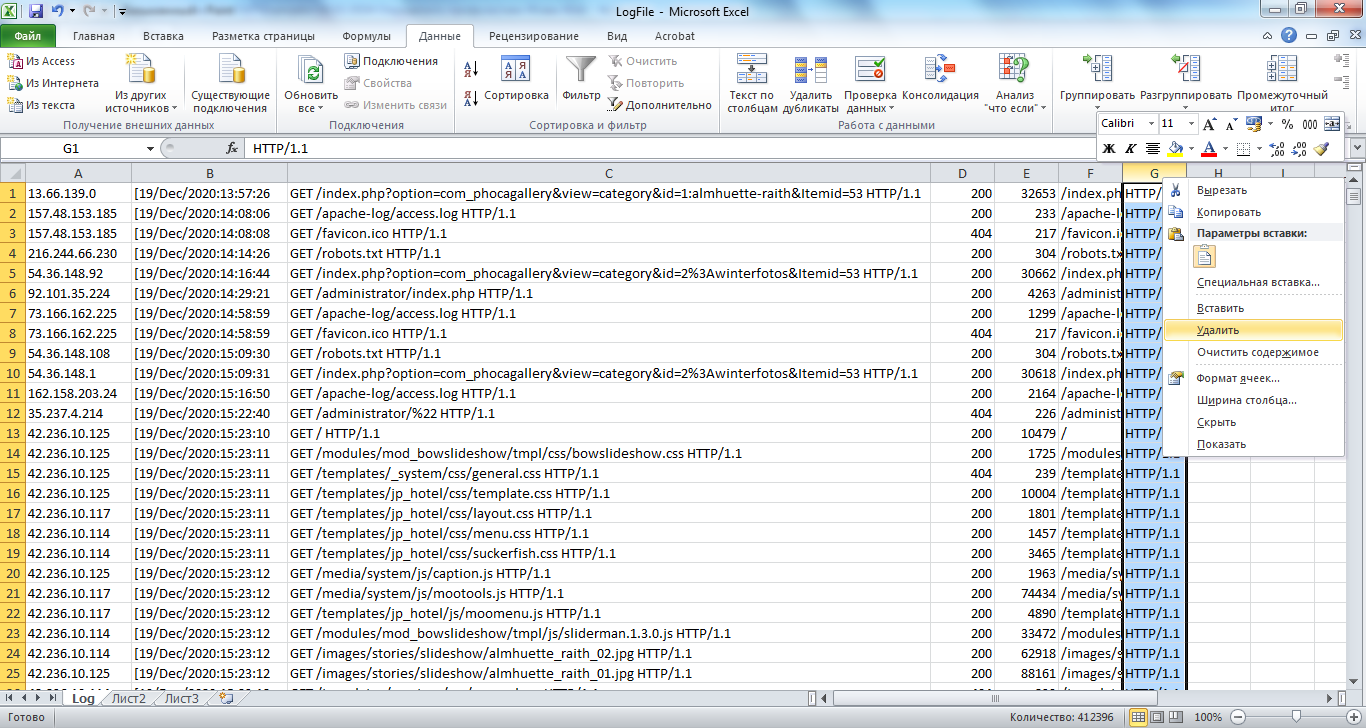 LogFile - Microsoft Excel
Файл Главная Вставка Разметка страницы Формулы Данные Рецензирование Вид Acrobat
Из Access
Из Интернета
Из текста
Из других источников
Существующие подключения
Получение внешних данных
Обновить все
Подключения
Свойства
Изменить связи
Подключения
Сортировка
Фильтр
Очистить
Повторить
Дополнительно
Сортировка и фильтр
Текст по столбцам
Удалить дубликаты
Проверка данных
Консолидация
Анализ "что если"
Работа с данными
Группировать
Разгруппировать
Промежуточный итог
Calibri 11 % 000
Ж К А
G1 fx HTTP/1.1
A B C D E F G H I
1 13.66.139.0 [19/Dec/2020:13:57:26 GET /index.php?option=com_phocagallery&view=category&id=1:almhuette-raith&Itemid=53 HTTP/1.1 200 32653 /index.ph HTTP/
2 157.48.153.185 [19/Dec/2020:14:08:06 GET /apache-log/access.log HTTP/1.1 200 233 /apache-l HTTP/
3 157.48.153.185 [19/Dec/2020:14:08:08 GET /favicon.ico HTTP/1.1 404 217 /favicon.i HTTP/
4 216.244.66.230 [19/Dec/2020:14:14:26 GET /robots.txt HTTP/1.1 200 304 /robots.tx HTTP/
5 54.36.148.92 [19/Dec/2020:14:16:44 GET /index.php?option=com_phocagallery&view=category&id=2%3Awinterfotos&Itemid=53 HTTP/1.1 200 30662 /index.ph HTTP/
6 92.101.35.224 [19/Dec/2020:14:29:21 GET /administrator/index.php HTTP/1.1 200 4263 /administ HTTP/
7 73.166.162.225 [19/Dec/2020:14:58:59 GET /apache-log/access.log HTTP/1.1 200 1299 /apache-l HTTP/
8 73.166.162.225 [19/Dec/2020:14:58:59 GET /favicon.ico HTTP/1.1 404 217 /favicon.i HTTP/
9 54.36.148.108 [19/Dec/2020:15:09:30 GET /robots.txt HTTP/1.1 200 304 /robots.tx HTTP/
10 54.36.148.1 [19/Dec/2020:15:09:31 GET /index.php?option=com_phocagallery&view=category&id=2%3Awinterfotos&Itemid=53 HTTP/1.1 200 30618 /index.ph HTTP/
11 162.158.203.24 [19/Dec/2020:15:16:50 GET /apache-log/access.log HTTP/1.1 200 2164 /apache-l HTTP/
12 35.237.4.214 [19/Dec/2020:15:22:40 GET /administrator/%22 HTTP/1.1 404 226 /administ HTTP/
13 42.236.10.125 [19/Dec/2020:15:23:10 GET / HTTP/1.1 200 10479 / HTTP/
14 42.236.10.125 [19/Dec/2020:15:23:11 GET /modules/mod_bowslideshow/tmpl/css/bowslideshow.css HTTP/1.1 200 1725 /modules HTTP/1.1
15 42.236.10.125 [19/Dec/2020:15:23:11 GET /templates/_system/css/general.css HTTP/1.1 404 239 /template HTTP/1.1
16 42.236.10.125 [19/Dec/2020:15:23:11 GET /templates/jp_hotel/css/template.css HTTP/1.1 200 10004 /template HTTP/1.1
17 42.236.10.117 [19/Dec/2020:15:23:11 GET /templates/jp_hotel/css/layout.css HTTP/1.1 200 1801 /template HTTP/1.1
18 42.236.10.114 [19/Dec/2020:15:23:11 GET /templates/jp_hotel/css/menu.css HTTP/1.1 200 1457 /template HTTP/1.1
19 42.236.10.114 [19/Dec/2020:15:23:11 GET /templates/jp_hotel/css/suckerfish.css HTTP/1.1 200 3465 /template HTTP/1.1
20 42.236.10.125 [19/Dec/2020:15:23:12 GET /media/system/js/caption.js HTTP/1.1 200 1963 /media/sy HTTP/1.1
21 42.236.10.117 [19/Dec/2020:15:23:12 GET /media/system/js/mootools.js HTTP/1.1 200 74434 /media/sy HTTP/1.1
22 42.236.10.117 [19/Dec/2020:15:23:12 GET /templates/jp_hotel/js/moomenu.js HTTP/1.1 200 4890 /template HTTP/1.1
23 42.236.10.114 [19/Dec/2020:15:23:12 GET /modules/mod_bowslideshow/tmpl/js/sliderman.1.3.0.js HTTP/1.1 200 33472 /modules HTTP/1.1
24 42.236.10.114 [19/Dec/2020:15:23:12 GET /images/stories/slideshow/almhuette_raith_02.jpg HTTP/1.1 200 62918 /images/s HTTP/1.1
25 42.236.10.125 [19/Dec/2020:15:23:12 GET /images/stories/slideshow/almhuette_raith_01.jpg HTTP/1.1 200 88161 /images/s HTTP/1.1
Вырезать
Копировать
Параметры вставки:
Специальная вставка...
Вставить
Удалить
Очистить содержимое
Формат ячеек...
Ширина столбца...
Скрыть
Показать
Log Лист2 Лист3
Готово Количество: 412396 100%